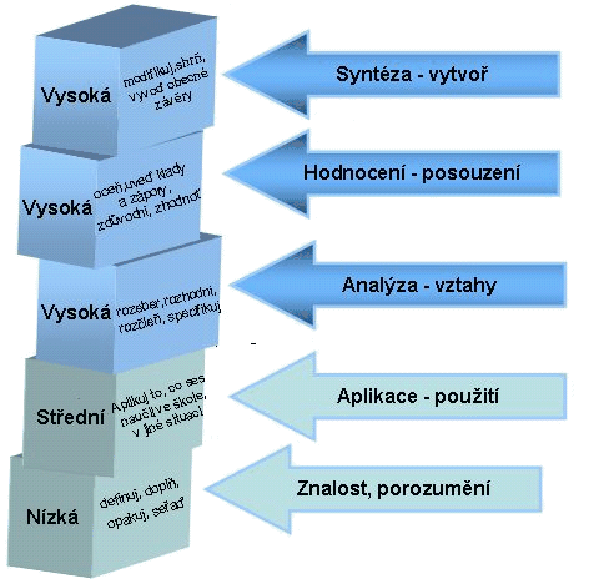 Vysoká
modifikuj,shrň,
vyvoď obecné
závěry
Syntéza - vytvoř
Vysoká
oceň,uveď klady
a zápory,
zdůvodni, zhodnoť
Hodnocení - posouzení
Vysoká
rozeber,rozhodni,
rozčleň, specifikuj
Analýza - vztahy
Střední
Aplikuj to, co ses
naučil ve škole,
v jiné situaci
Aplikace - použití
Nízká
definuj, doplň,
opakuj, seřaď
Znalost, porozumění